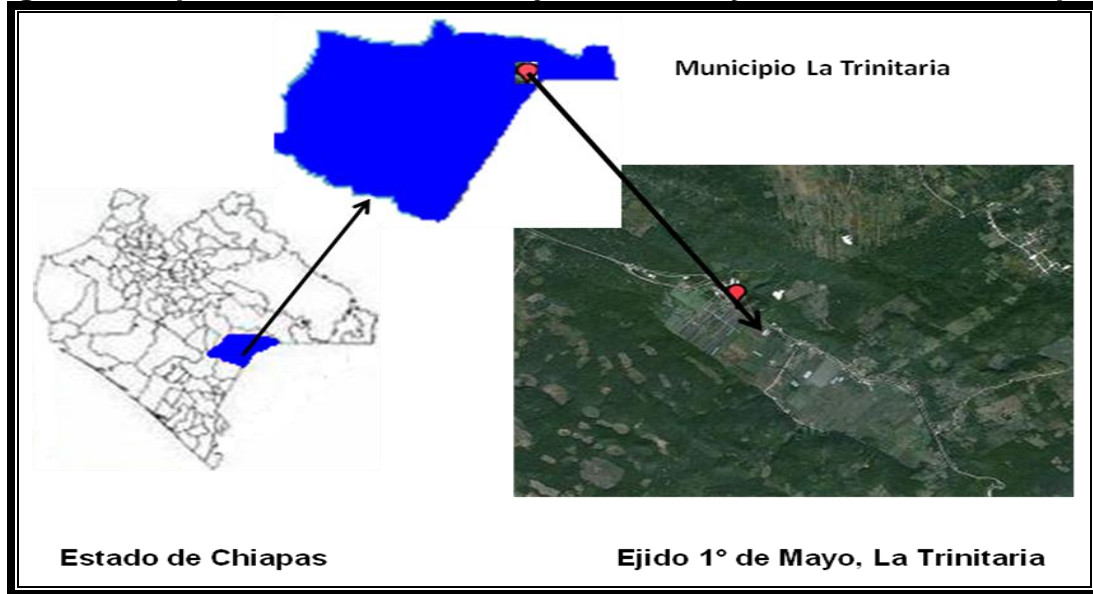 Municipio La Trinitaria
Estado de Chiapas
Ejido 1° de Mayo, La Trinitaria